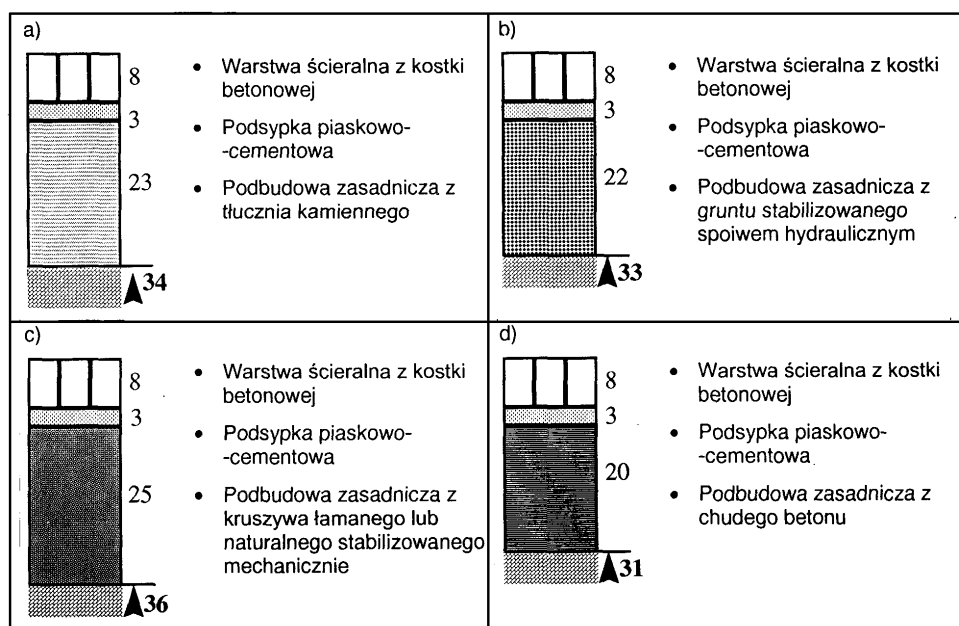 a)
8
3
23
34
• Warstwa ścieralna z kostki
betonowej
• Podsypka piaskowo-
-cementowa
• Podbudowa zasadnicza z
tłucznia kamiennego
b)
8
3
22
33
• Warstwa ścieralna z kostki
betonowej
• Podsypka piaskowo-
-cementowa
• Podbudowa zasadnicza z
gruntu stabilizowanego
spoiwem hydraulicznym
c)
8
3
25
36
• Warstwa ścieralna z kostki
betonowej
• Podsypka piaskowo-
-cementowa
• Podbudowa zasadnicza z
kruszywa łamanego lub
naturalnego stabilizowanego
mechanicznie
d)
8
3
20
31
• Warstwa ścieralna z kostki
betonowej
• Podsypka piaskowo-
-cementowa
• Podbudowa zasadnicza z
chudego betonu